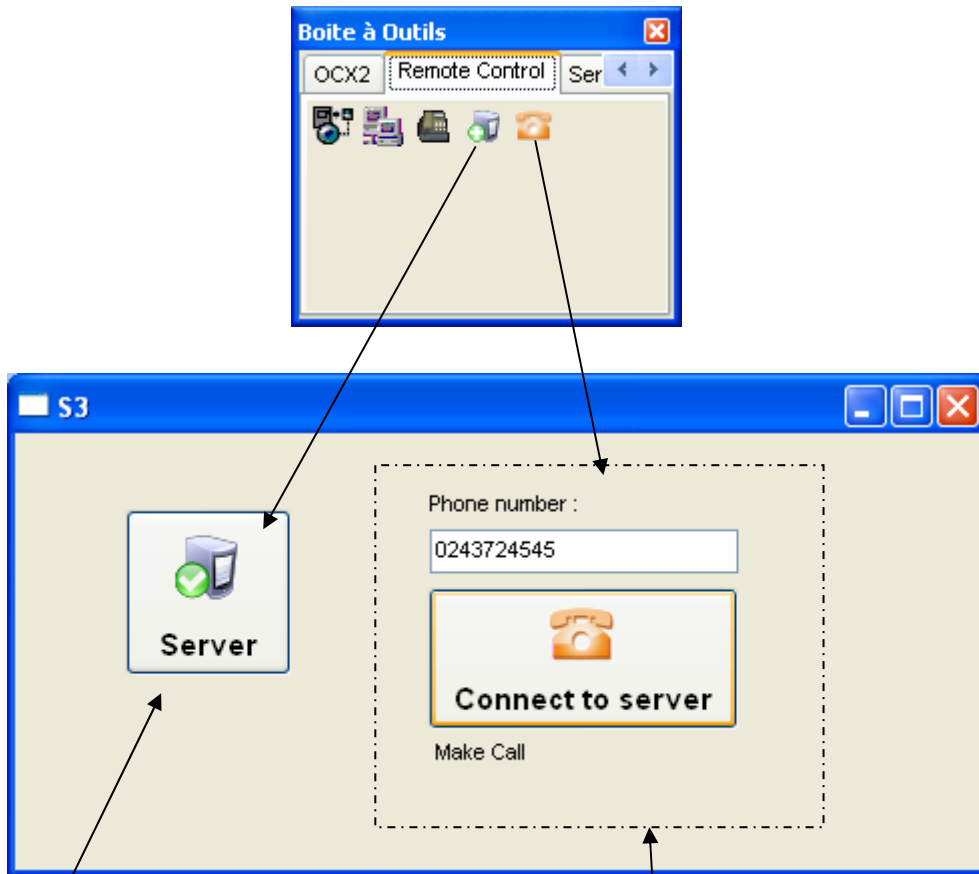 Boite à Outils
OCX2 Remote Control Ser
S3
Phone number :
0243724545
Server
Connect to server
Make Call